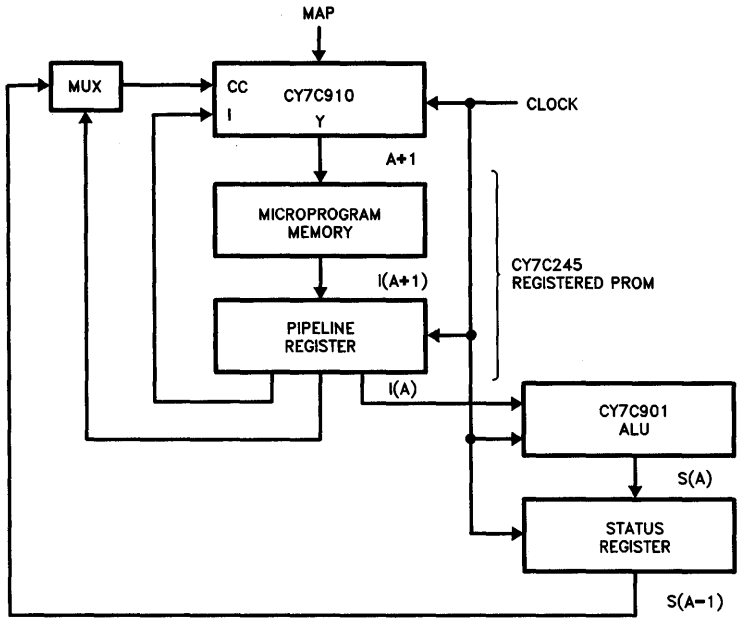 MAP
MUX
CC
CY7C910
I
Y
CLOCK
A+1
MICROPROGRAM
MEMORY
CY7C245
REGISTERED PROM
I(A+1)
PIPELINE
REGISTER
I(A)
CY7C901
ALU
S(A)
STATUS
REGISTER
S(A-1)